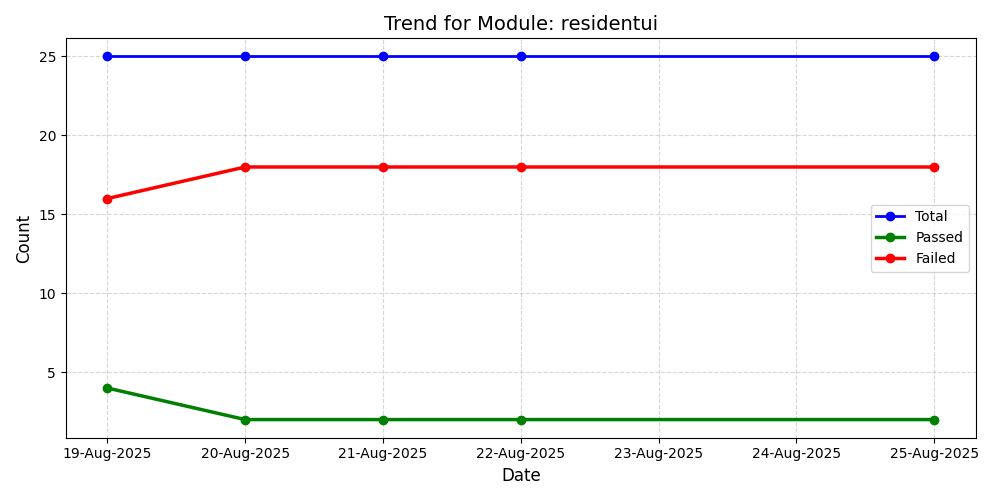 Trend for Module: residentui
Count
25
20
15
10
5
Total
Passed
Failed
19-Aug-2025 20-Aug-2025 21-Aug-2025 22-Aug-2025 23-Aug-2025 24-Aug-2025 25-Aug-2025
Date